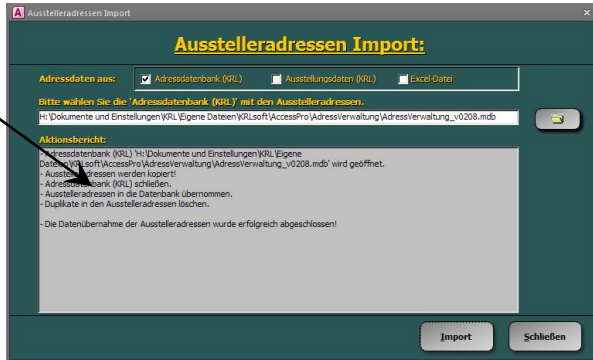 Ausstelleradressen Import
Ausstelleradressen Import:
Adressdaten aus: Adressdatenbank (KRL) Ausstellungsdaten (KRL) Excel-Datei
Bitte wählen Sie die 'Adressdatenbank (KRL)' mit den Ausstelleradressen.
H:\Dokumente und Einstellungen\KRL\Eigene Dateien\KRLsoft\AccessPro\AdressVerwaltung\AdressVerwaltung_v0208.mdb
Aktionsbericht:
- Adressdatenbank (KRL) 'H:\Dokumente und Einstellungen\KRL\Eigene
Dateien\KRLsoft\AccessPro\AdressVerwaltung\AdressVerwaltung_v0208.mdb' wird geöffnet.
- Ausstelleradressen werden kopiert!
- Adressdatenbank (KRL) schließen.
- Ausstelleradressen in die Datenbank übernommen.
- Duplikate in den Ausstelleradressen löschen.
- Die Datenübernahme der Ausstelleradressen wurde erfolgreich abgeschlossen!
Import Schließen